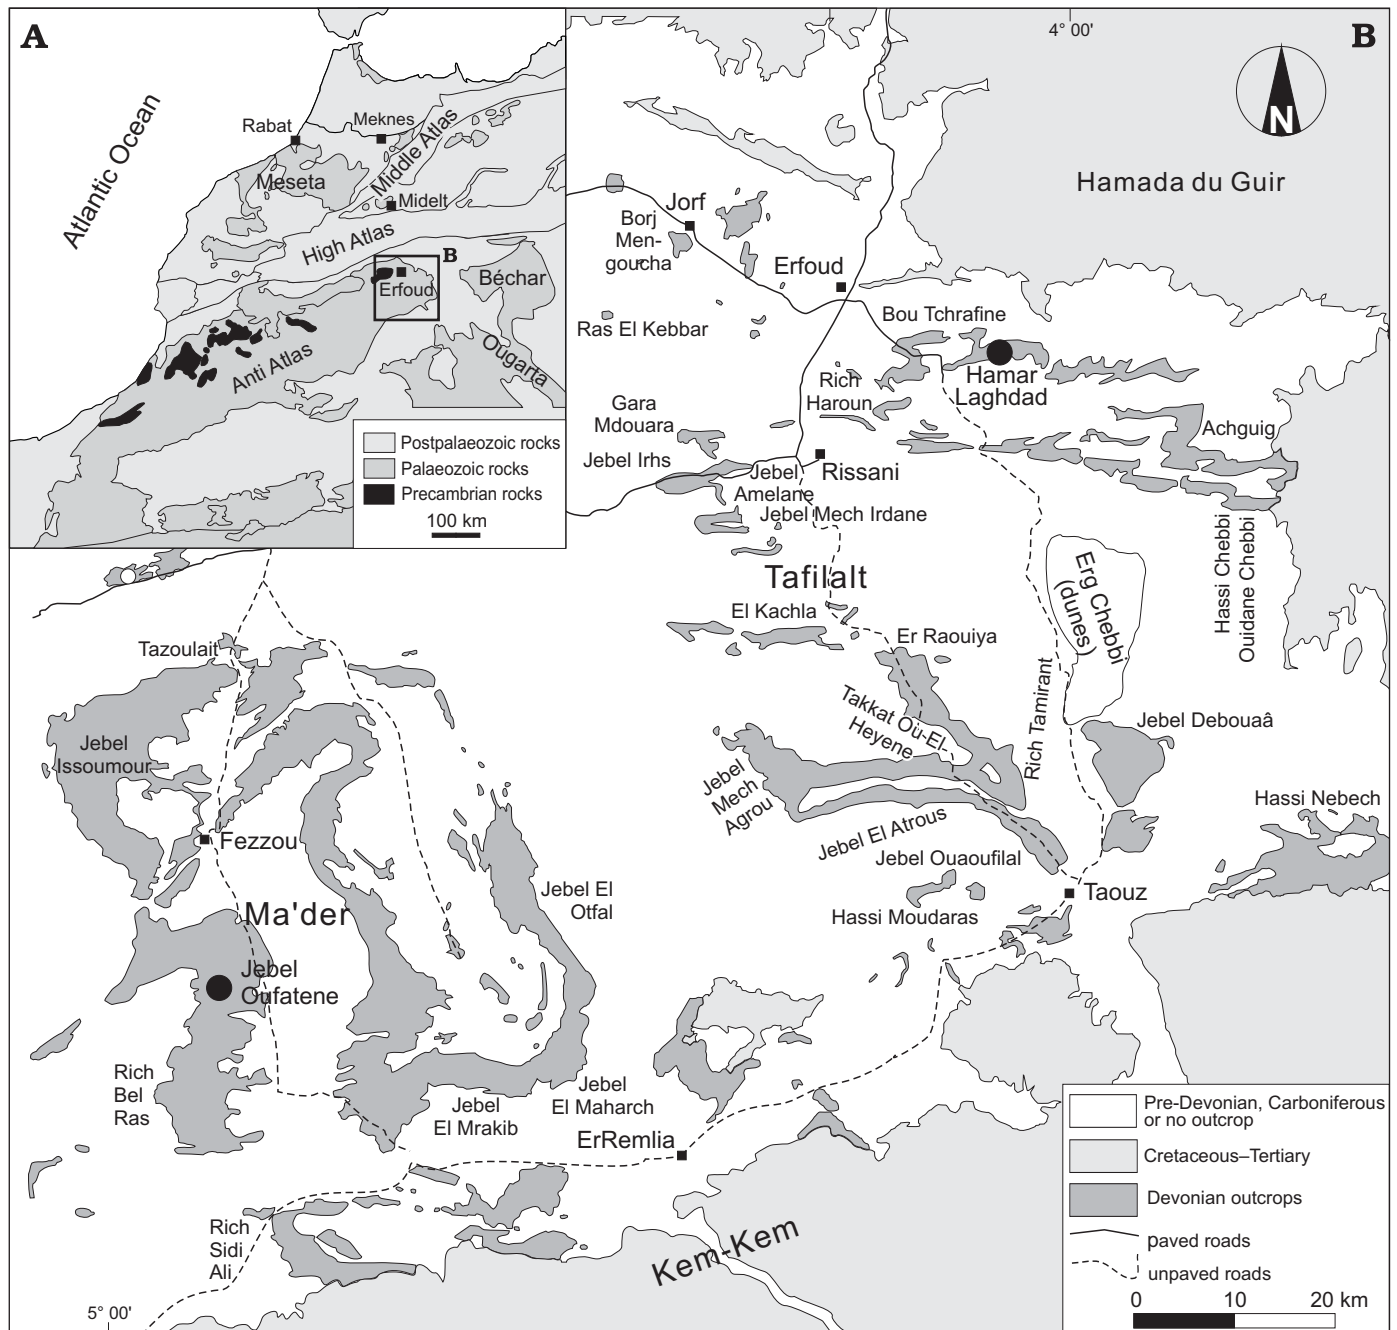 A
Atlantic Ocean
Rabat
Meknes
Middle Atlas
Meseta
Midelt
High Atlas
B
Erfoud
Béchar
Ougarta
Anti Atlas
Postpalaeozoic rocks
Palaeozoic rocks
Precambrian rocks
100 km
4° 00'
B
N
Hamada du Guir
Jorf
Borj
Men-
goucha
Erfoud
Ras El Kebbar
Bou Tchrafine
Hamar
Laghdad
Rich
Haroun
Gara
Mdouara
Achguig
Jebel Irhs
Jebel
Amelane
Rissani
Jebel Mech Irdane
Hassi Chebbi
Ouidane Chebbi
Tafilalt
Erg Chebbi
(dunes)
El Kachla
Er Raouiya
Tazoulait
Takkat Ou-El-
Heyene
Rich Tamirant
Jebel Debouaâ
Jebel
Issoumour
Jebel
Mech
Agrou
Hassi Nebech
Fezzou
Jebel El Atrous
Jebel Ouaoufilal
Jebel El
Otfal
Taouz
Ma'der
Hassi Moudaras
Jebel
Oufatene
Rich
Bel
Ras
Jebel
El Maharch
Jebel
El Mrakib
ErRemlia
Rich
Sidi
Ali
Kem-Kem
5° 00'
Pre-Devonian, Carboniferous
or no outcrop
Cretaceous–Tertiary
Devonian outcrops
paved roads
unpaved roads
0 10 20 km